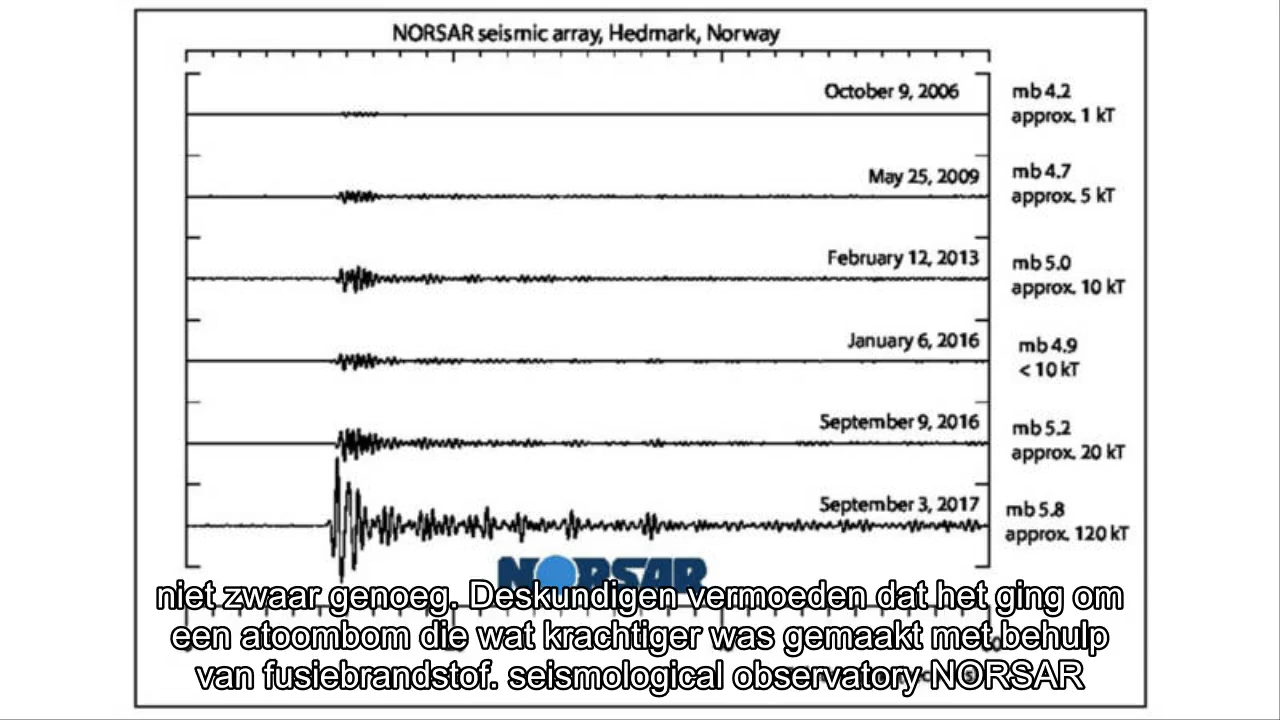 NORSAR seismic array, Hedmark, Norway
October 9, 2006
mb 4.2
approx. 1 kT
May 25, 2009
mb 4.7
approx. 5 kT
February 12, 2013
mb 5.0
approx. 10 kT
January 6, 2016
mb 4.9
< 10 kT
September 9, 2016
mb 5.2
approx. 20 kT
September 3, 2017
mb 5.8
approx. 120 kT
NORSAR
niet zwaar genoeg. Deskundigen vermoeden dat het ging om
een atoombom die wat krachtiger was gemaakt met behulp
van fusiebrandstof. seismological observatory NORSAR